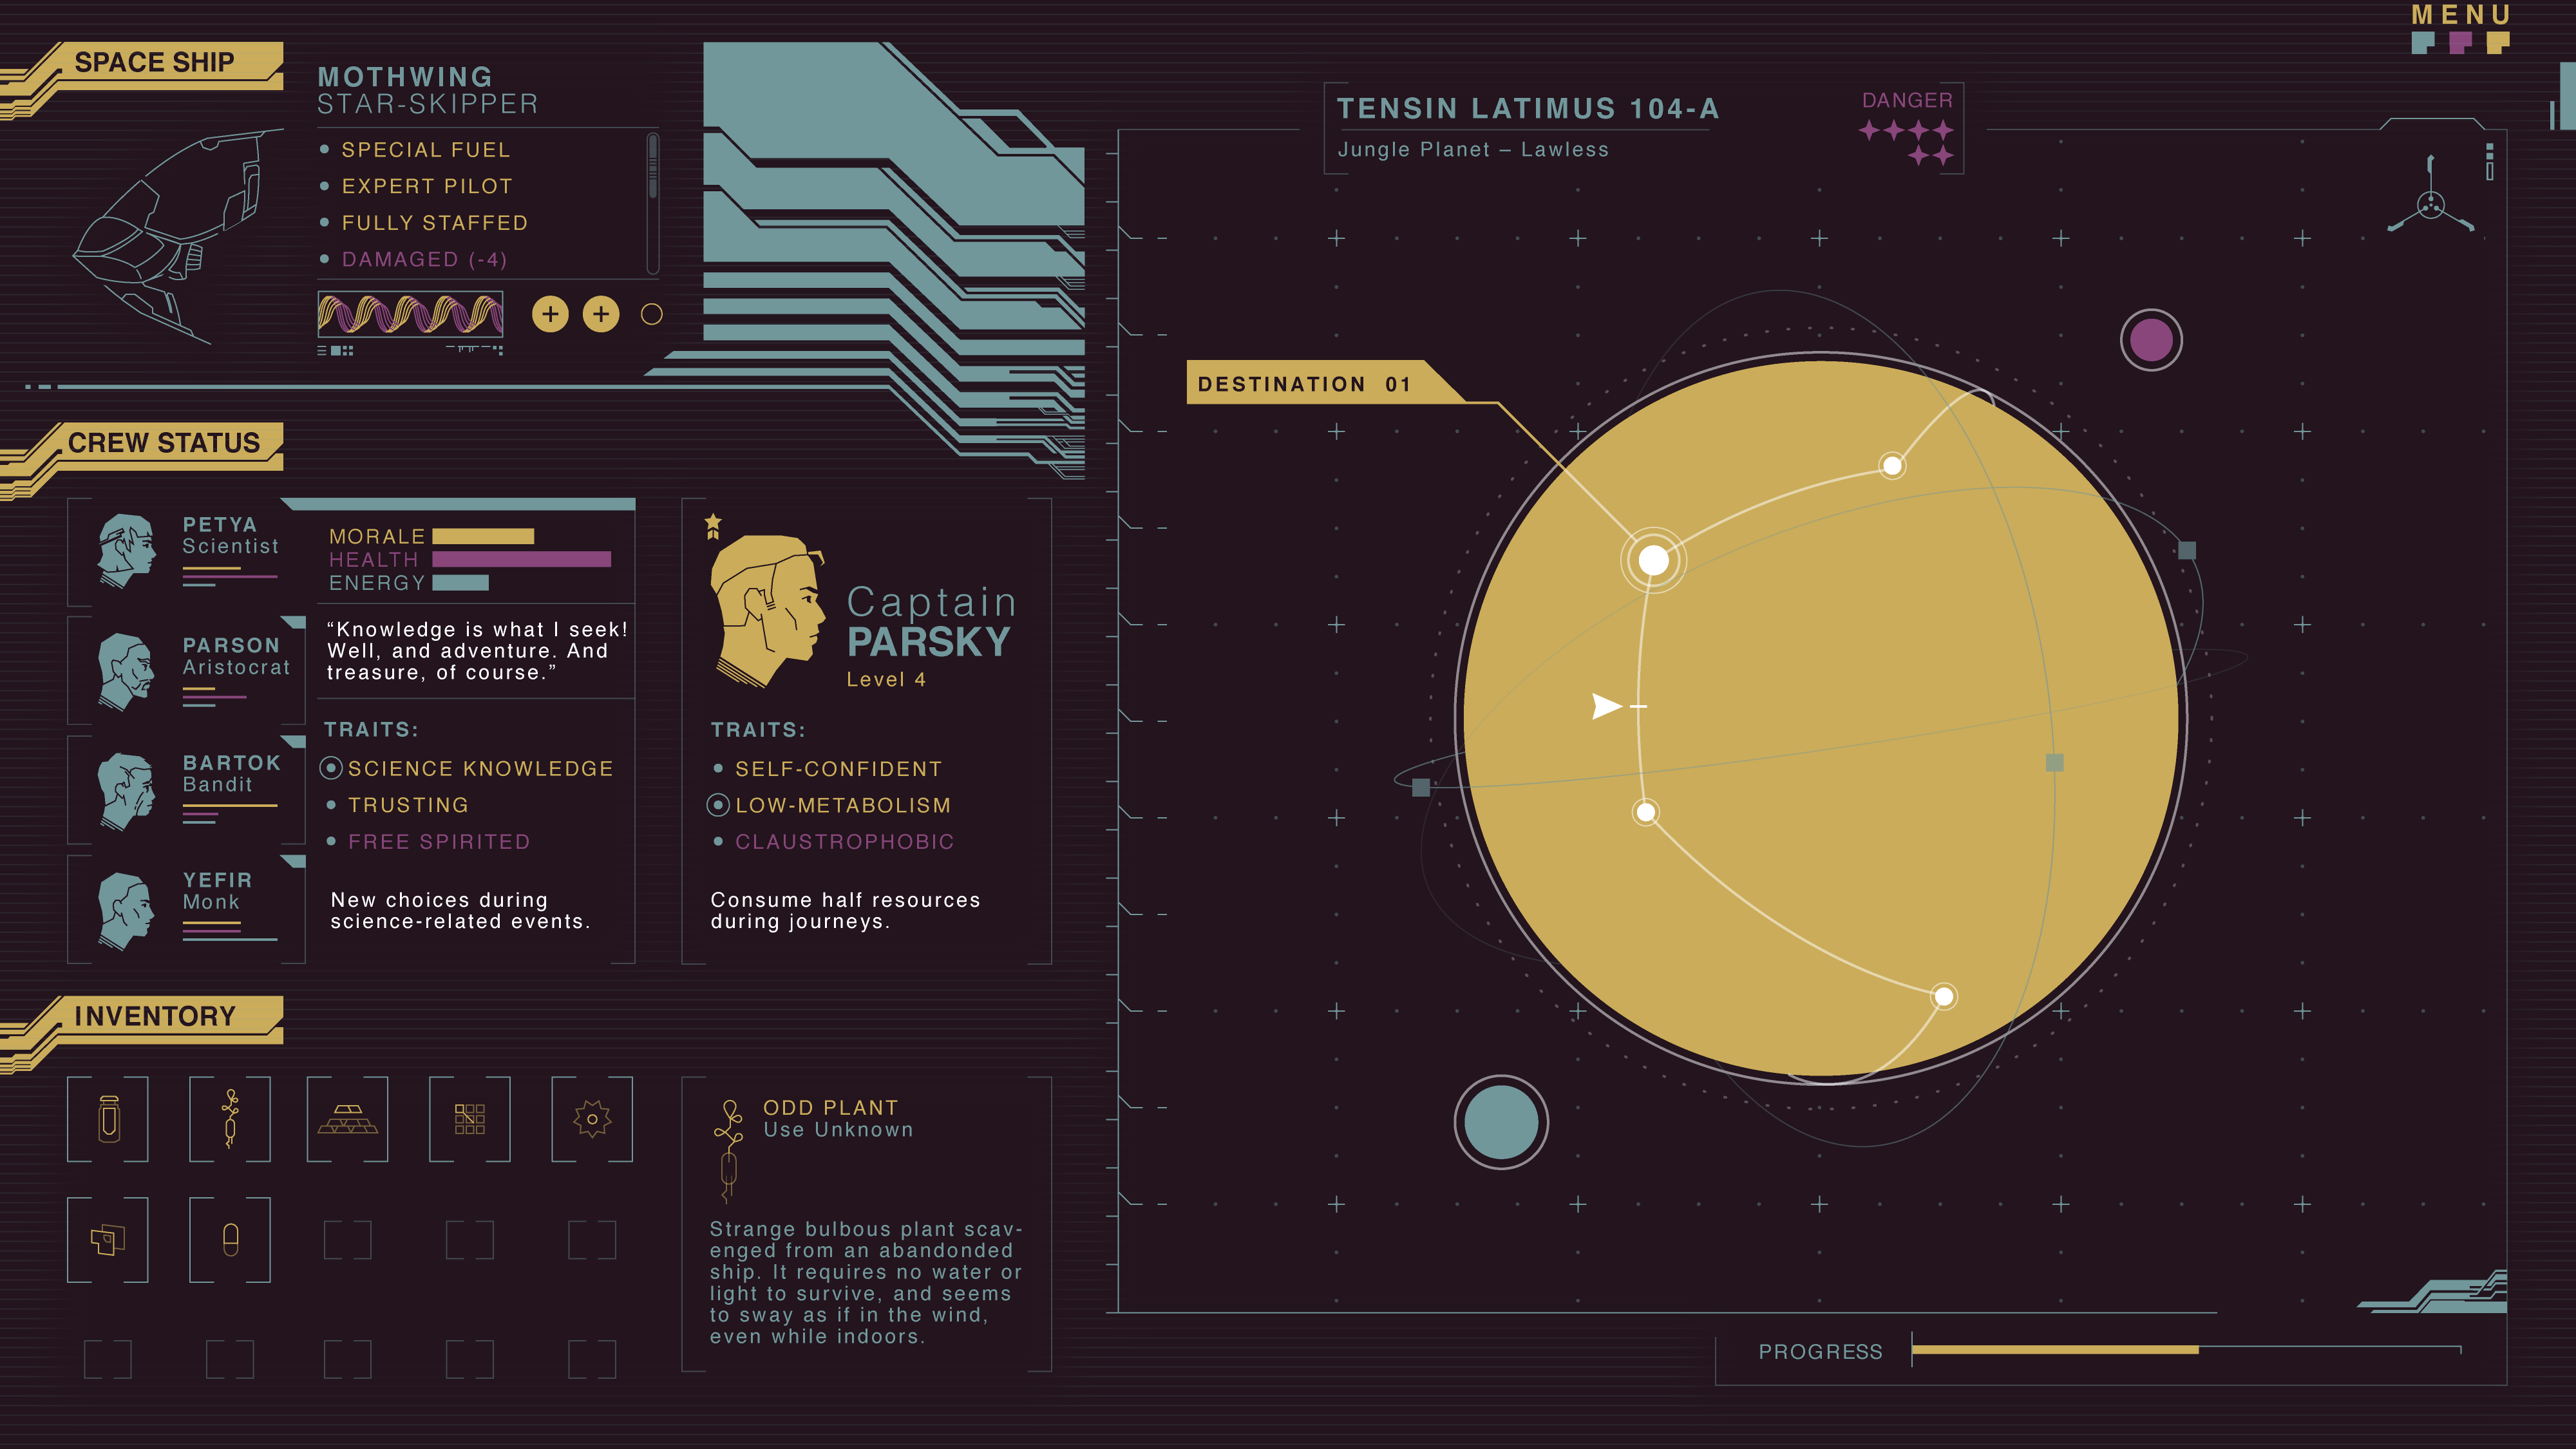 MENU
SPACE SHIP
MOTHWING
STAR-SKIPPER
SPECIAL FUEL
EXPERT PILOT
FULLY STAFFED
DAMAGED (-4)
TENSIN LATIMUS 104-A
Jungle Planet – Lawless
DANGER
DESTINATION 01
CREW STATUS
PETYA
Scientist
PARSON
Aristocrat
BARTOK
Bandit
YEFIR
Monk
MORALE
HEALTH
ENERGY
“Knowledge is what I seek!
Well, and adventure. And
treasure, of course.”
TRAITS:
SCIENCE KNOWLEDGE
TRUSTING
FREE SPIRITED
New choices during
science-related events.
Captain
PARSKY
Level 4
TRAITS:
SELF-CONFIDENT
LOW-METABOLISM
CLAUSTROPHOBIC
Consume half resources
during journeys.
INVENTORY
ODD PLANT
Use Unknown
Strange bulbous plant scav-
enged from an abandonded
ship. It requires no water or
light to survive, and seems
to sway as if in the wind,
even while indoors.
PROGRESS